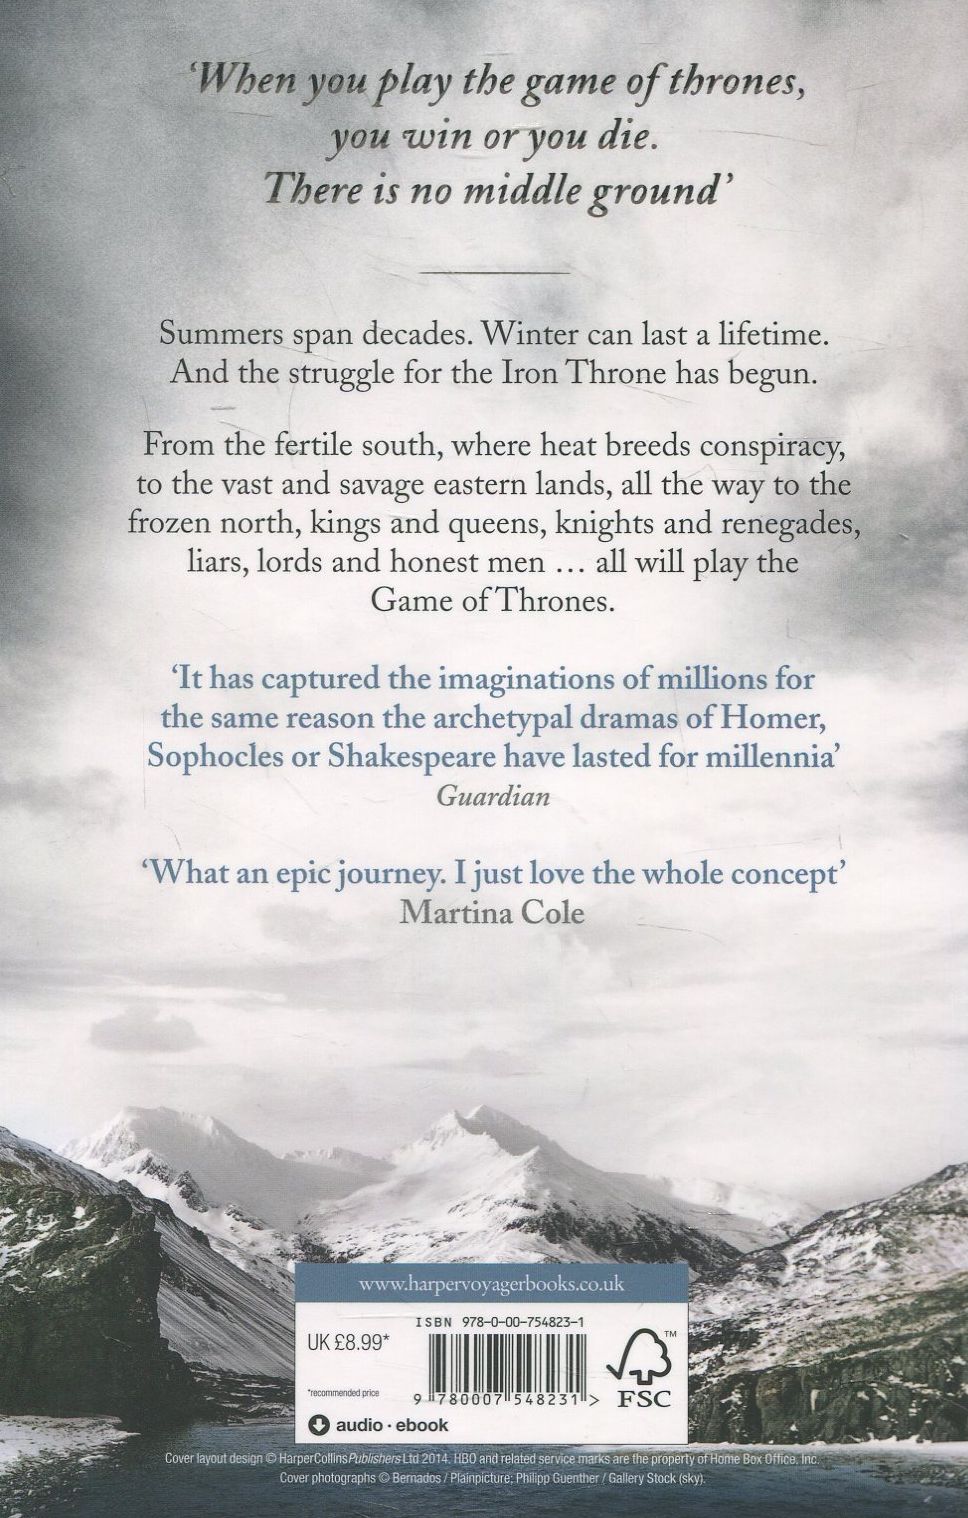 ‘When you play the game of thrones,
you win or you die.
There is no middle ground’
Summers span decades. Winter can last a lifetime.
And the struggle for the Iron Throne has begun.
From the fertile south, where heat breeds conspiracy,
to the vast and savage eastern lands, all the way to the
frozen north, kings and queens, knights and renegades,
liars, lords and honest men … all will play the
Game of Thrones.
‘It has captured the imaginations of millions for
the same reason the archetypal dramas of Homer,
Sophocles or Shakespeare have lasted for millennia’
Guardian
‘What an epic journey. I just love the whole concept’
Martina Cole
www.harpervoyagerbooks.co.uk
ISBN 978-0-00-754823-1
UK £8.99*
*recommended price
9 780007 548231 >
FSC™
audio · ebook
Cover layout design © HarperCollinsPublishers Ltd 2014. HBO and related service marks are the property of Home Box Office, Inc.
Cover photographs © Bernados / Plainpicture; Philipp Guenther / Gallery Stock (sky).